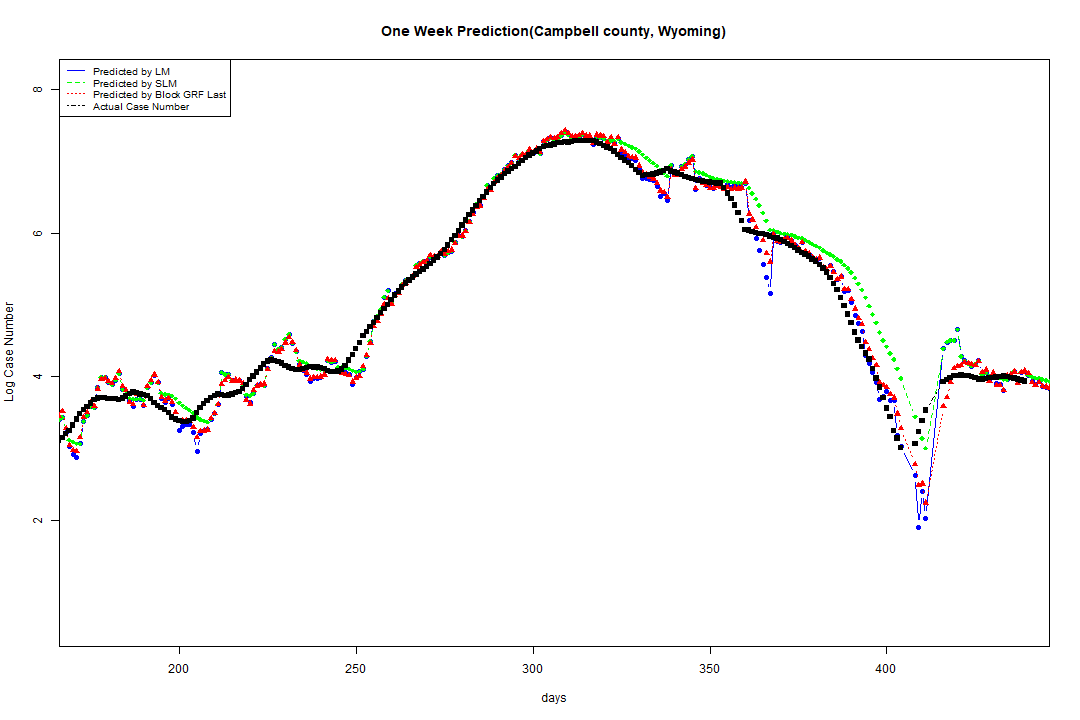 One Week Prediction(Campbell county, Wyoming)
Predicted by LM
Predicted by SLM
Predicted by Block GRF Last
Actual Case Number
8
6
4
2
Log Case Number
200 250 300 350 400
days